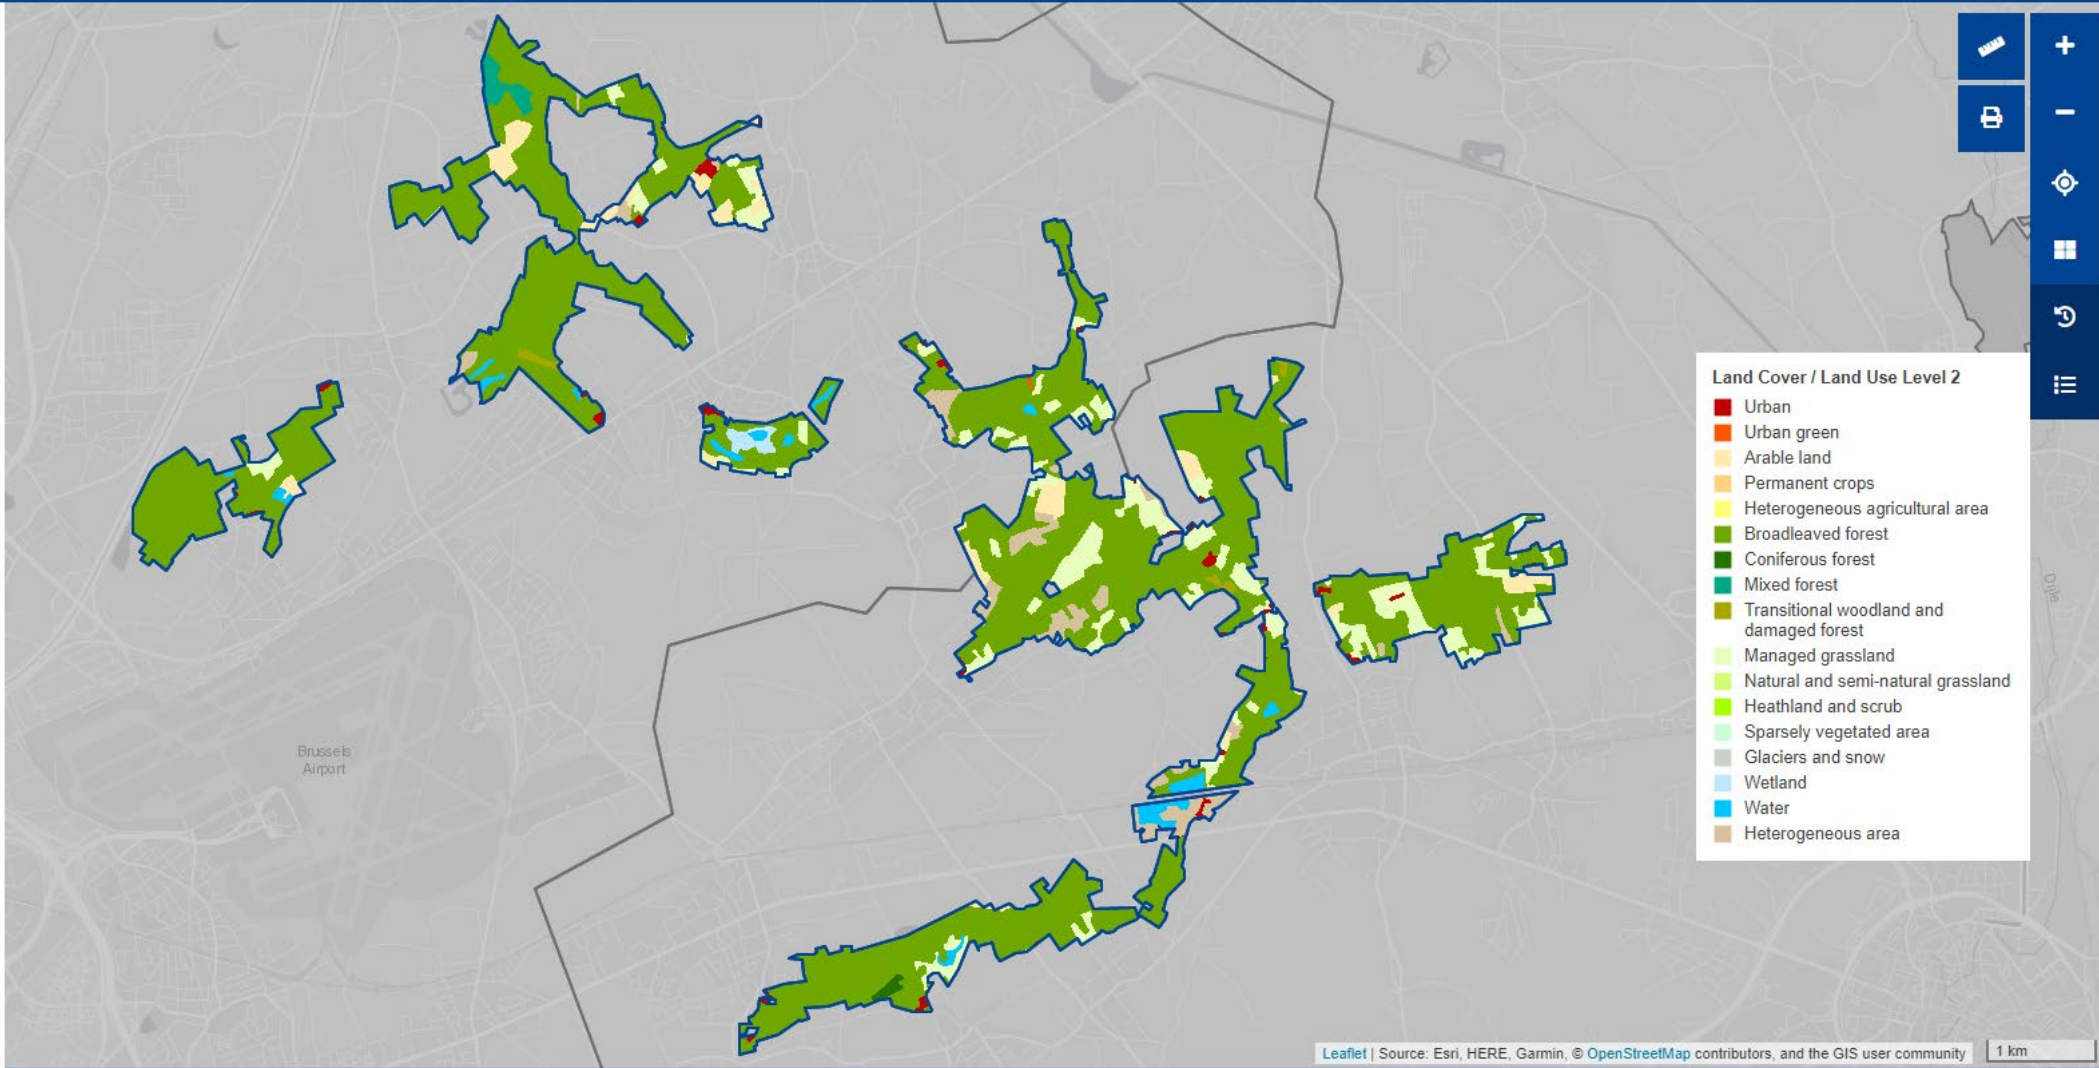 Land Cover / Land Use Level 2
Urban
Urban green
Arable land
Permanent crops
Heterogeneous agricultural area
Broadleaved forest
Coniferous forest
Mixed forest
Transitional woodland and
damaged forest
Managed grassland
Natural and semi-natural grassland
Heathland and scrub
Sparsely vegetated area
Glaciers and snow
Wetland
Water
Heterogeneous area
Dijle
Brussels
Airport
Leaflet | Source: Esri, HERE, Garmin, © OpenStreetMap contributors, and the GIS user community
1 km